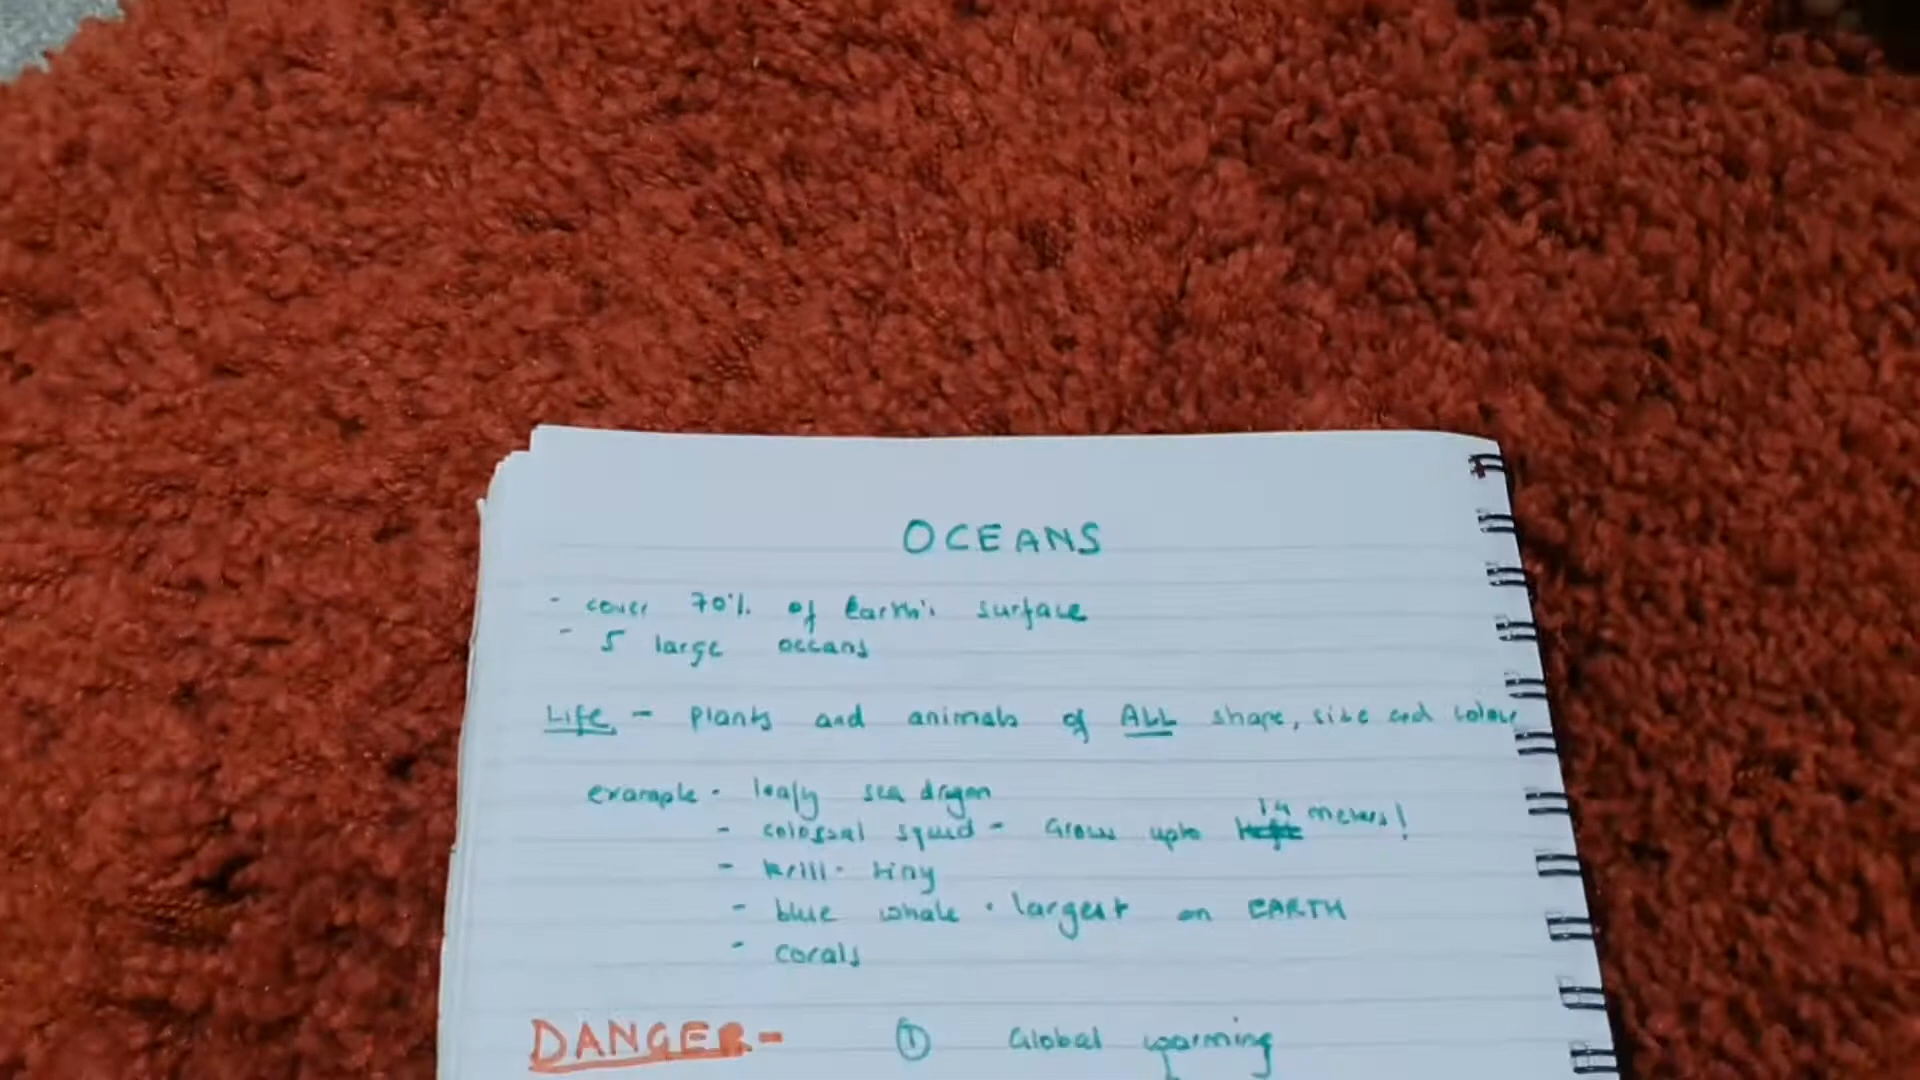 OCEANS
- cover 70% of Earth's surface
- 5 large oceans
Life - plants and animals of ALL shape, size and colour
example - leafy sea dragon
- colossal squid - Grows upto 14 meters!
- krill - tiny
- blue whale - largest on EARTH
- corals
DANGER - ① Global warming